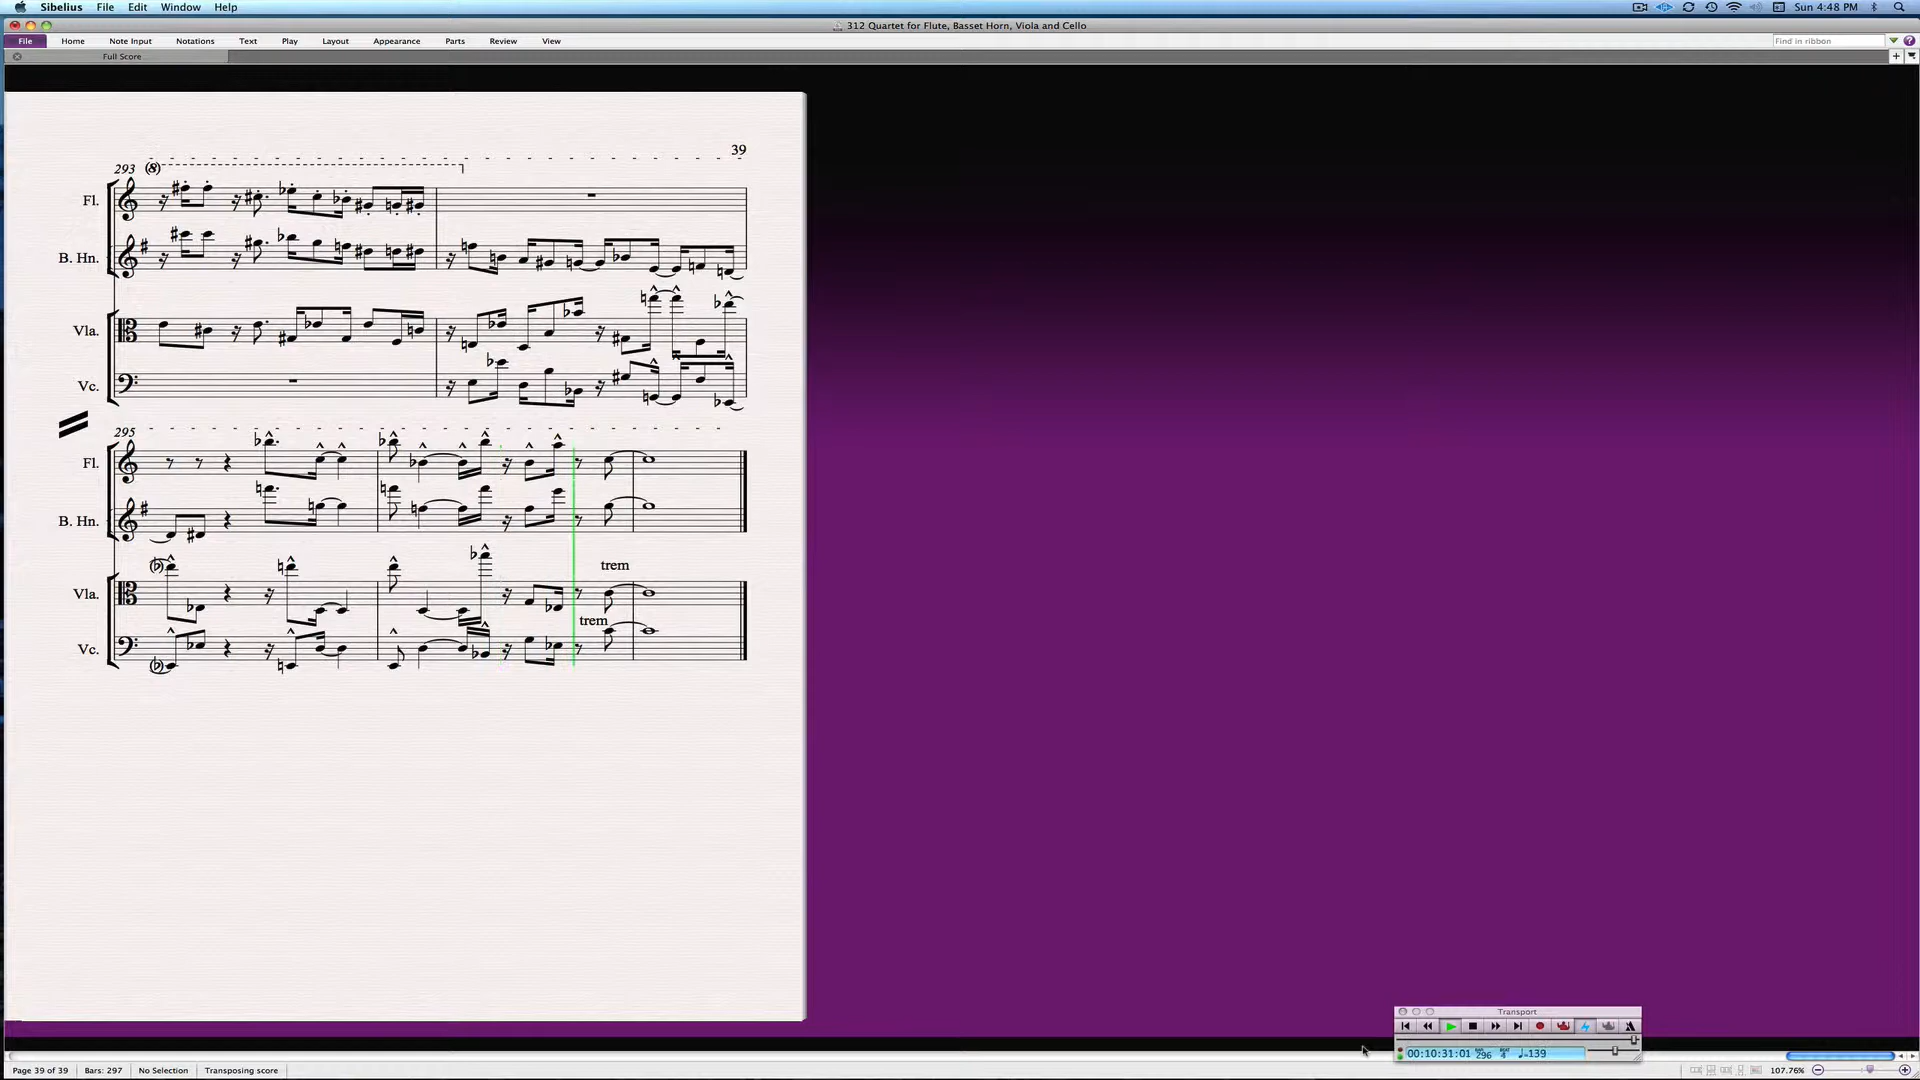 Sibelius File Edit Window Help Sun 4:48 PM
312 Quartet for Flute, Basset Horn, Viola and Cello
File Home Note Input Notations Text Play Layout Appearance Parts Review View Find in ribbon
Full Score
39
293 (8)
Fl.
B. Hn.
Vla.
Vc.
295
Fl.
B. Hn.
trem
Vla.
trem
Vc.
Transport
00:10:31:01 BAR 296 BEAT 4 ♩=139
Page 39 of 39 Bars: 297 No Selection Transposing score 107.76%